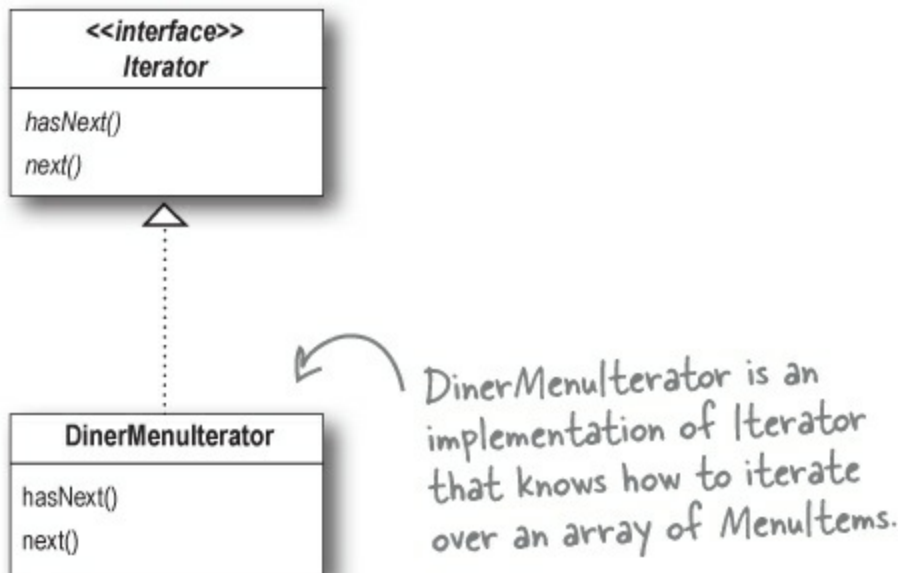 <<interface>>
Iterator
hasNext()
next()
DinerMenuIterator is an
implementation of Iterator
that knows how to iterate
over an array of MenuItems.
DinerMenuIterator
hasNext()
next()